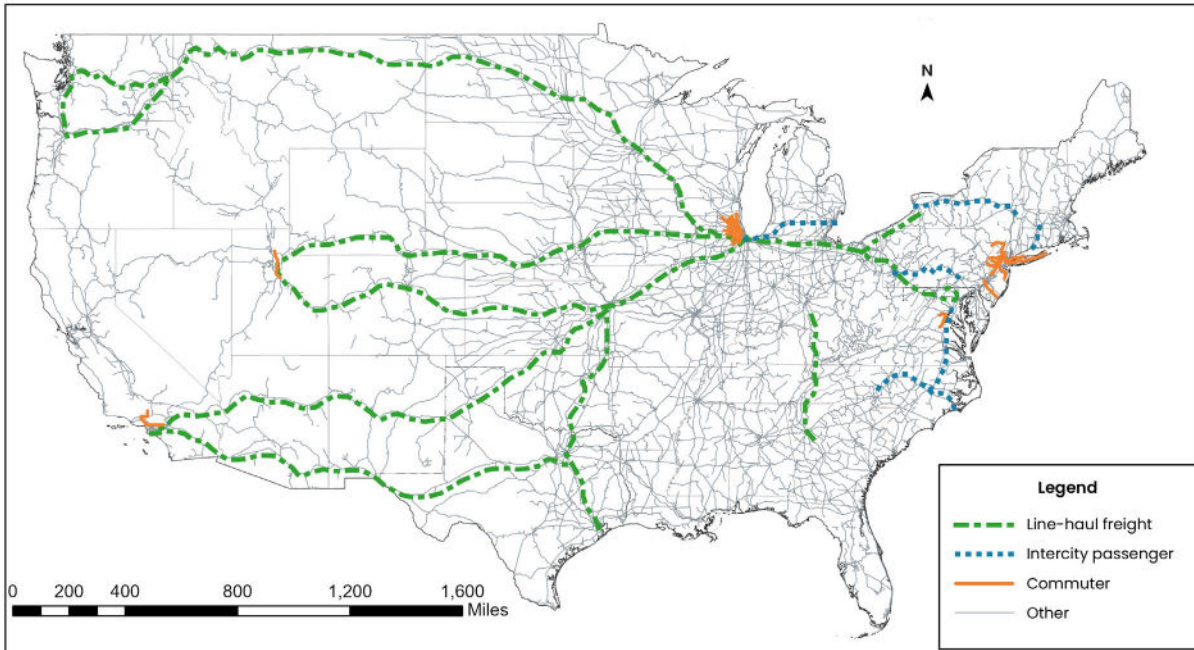 N
0 200 400 800 1,200 1,600
Miles
Legend
Line-haul freight
Intercity passenger
Commuter
Other